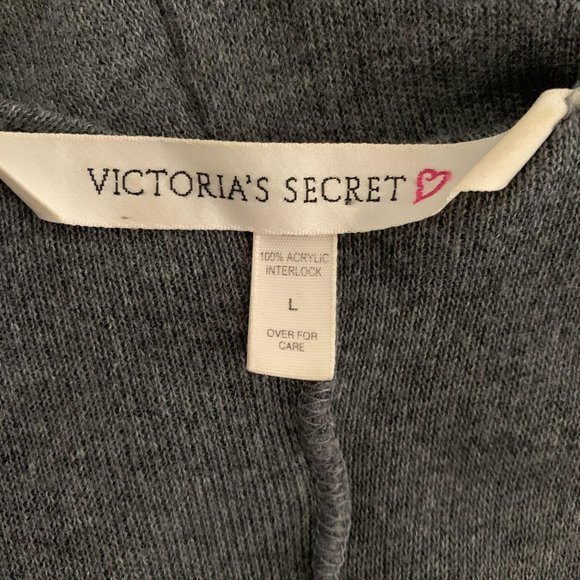 VICTORIA'S SECRET
100% ACRYLIC
INTERLOCK
L
OVER FOR
CARE